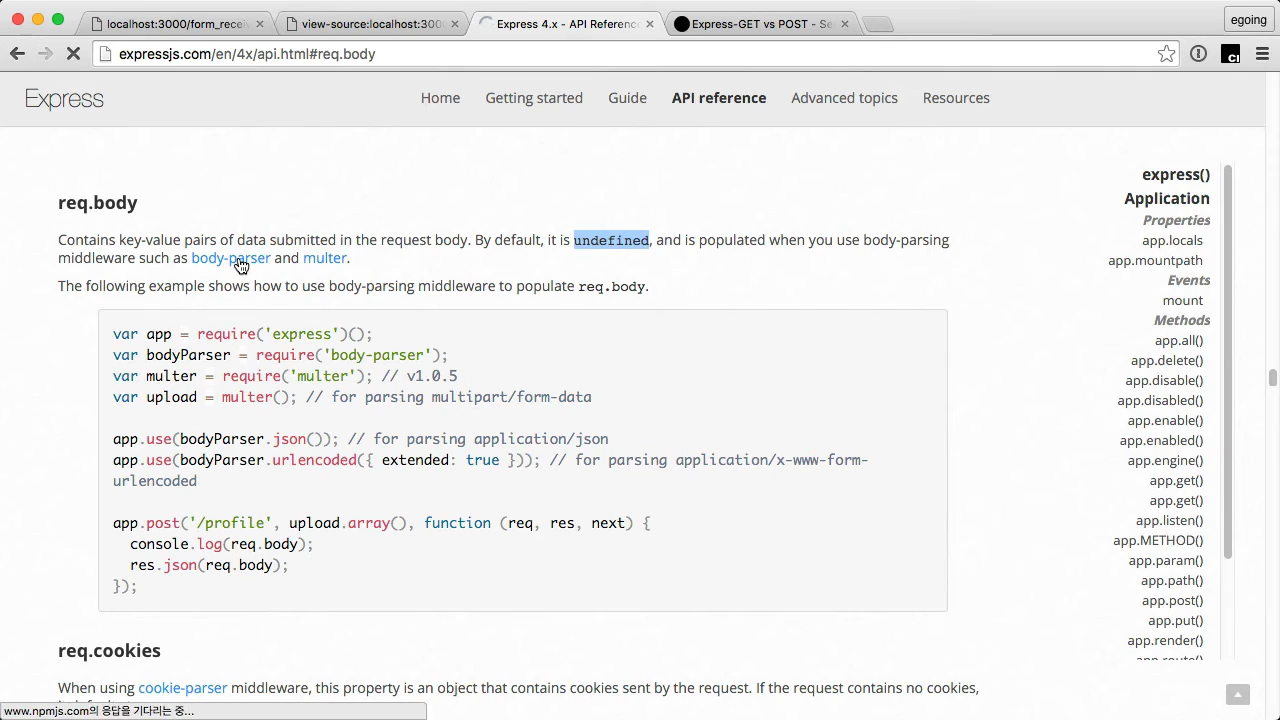 localhost:3000/form_recei
view-source:localhost:300
Express 4.x - API Referenc
Express-GET vs POST - Se
egoing
expressjs.com/en/4x/api.html#req.body
Express
Home
Getting started
Guide
API reference
Advanced topics
Resources
req.body
Contains key-value pairs of data submitted in the request body. By default, it is undefined, and is populated when you use body-parsing
middleware such as body-parser and multer.
The following example shows how to use body-parsing middleware to populate req.body.
var app = require('express')();
var bodyParser = require('body-parser');
var multer = require('multer'); // v1.0.5
var upload = multer(); // for parsing multipart/form-data
app.use(bodyParser.json()); // for parsing application/json
app.use(bodyParser.urlencoded({ extended: true })); // for parsing application/x-www-form-
urlencoded
app.post('/profile', upload.array(), function (req, res, next) {
console.log(req.body);
res.json(req.body);
});
req.cookies
When using cookie-parser middleware, this property is an object that contains cookies sent by the request. If the request contains no cookies,
express()
Application
Properties
app.locals
app.mountpath
Events
mount
Methods
app.all()
app.delete()
app.disable()
app.disabled()
app.enable()
app.enabled()
app.engine()
app.get()
app.get()
app.listen()
app.METHOD()
app.param()
app.path()
app.post()
app.put()
app.render()
app.route()
www.npmjs.com의 응답을 기다리는 중...